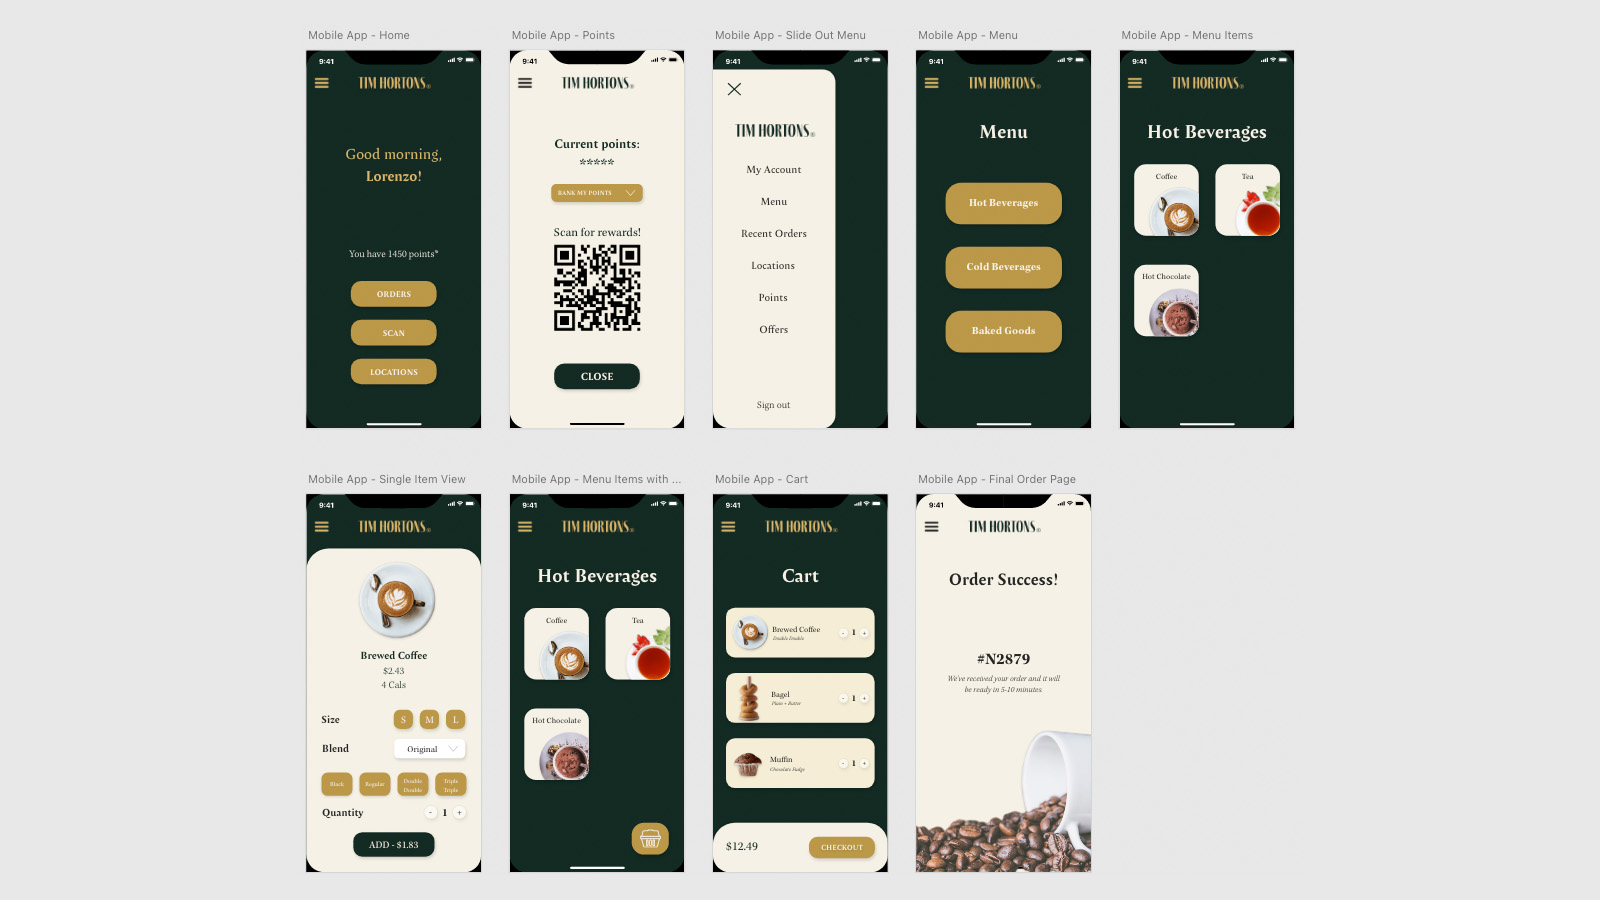 Mobile App - Home
9:41
TIM HORTONS®
Good morning,
Lorenzo!
You have 1450 points*
ORDERS
SCAN
LOCATIONS
Mobile App - Points
9:41
TIM HORTONS®
Current points:
*****
BANK MY POINTS
Scan for rewards!
CLOSE
Mobile App - Slide Out Menu
9:41
TIM HORTONS®
My Account
Menu
Recent Orders
Locations
Points
Offers
Sign out
Mobile App - Menu
9:41
TIM HORTONS®
Menu
Hot Beverages
Cold Beverages
Baked Goods
Mobile App - Menu Items
9:41
TIM HORTONS®
Hot Beverages
Coffee
Tea
Hot Chocolate
Mobile App - Single Item View
9:41
TIM HORTONS®
Brewed Coffee
$2.43
4 Cals
Size
S M L
Blend
Original
Black
Regular
Double
Double
Triple
Triple
Quantity
- 1 +
ADD - $1.83
Mobile App - Menu Items with ...
9:41
TIM HORTONS®
Hot Beverages
Coffee
Tea
Hot Chocolate
Mobile App - Cart
9:41
TIM HORTONS®
Cart
Brewed Coffee
Double Double
- 1 +
Bagel
Plain + Butter
- 1 +
Muffin
Chocolate Fudge
- 1 +
$12.49
CHECKOUT
Mobile App - Final Order Page
9:41
TIM HORTONS®
Order Success!
#N2879
We've received your order and it will
be ready in 5-10 minutes.